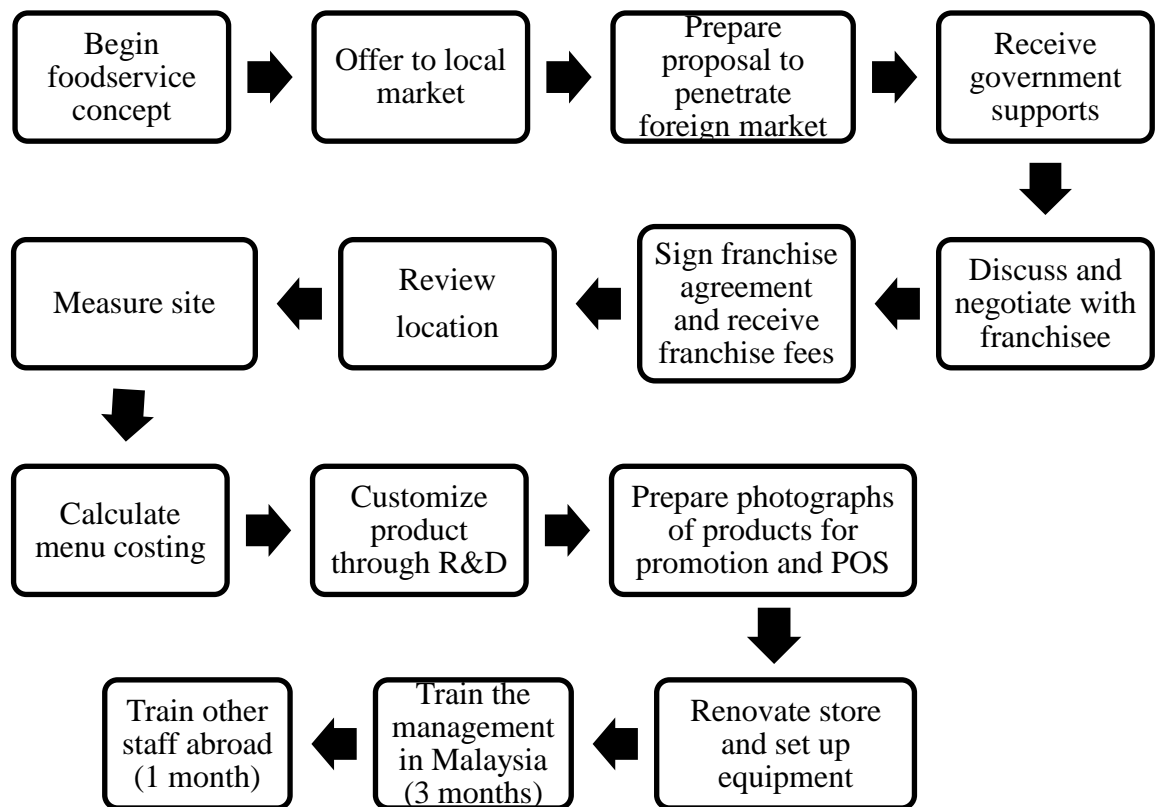 Begin
foodservice
concept
Offer to local
market
Prepare
proposal to
penetrate
foreign market
Receive
government
supports
Discuss and
negotiate with
franchisee
Sign franchise
agreement
and receive
franchise fees
Review
location
Measure site
Calculate
menu costing
Customize
product
through R&D
Prepare photographs
of products for
promotion and POS
Renovate store
and set up
equipment
Train the
management
in Malaysia
(3 months)
Train other
staff abroad
(1 month)